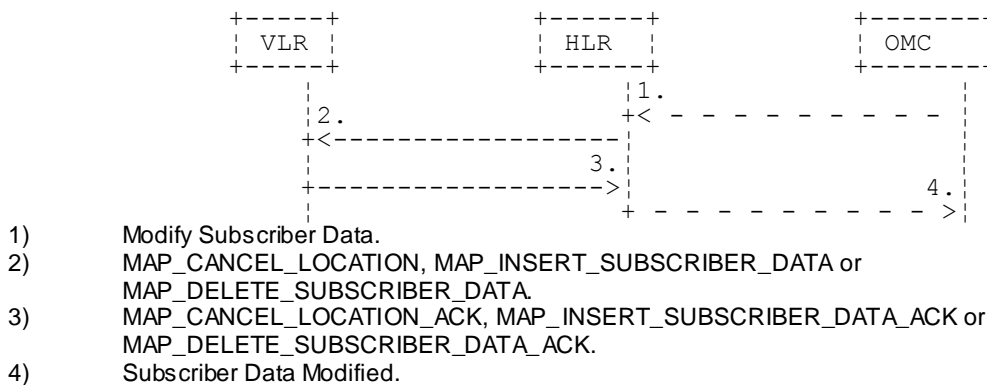 VLR HLR OMC
1.
2.
3.
4.
1) Modify Subscriber Data.
2) MAP_CANCEL_LOCATION, MAP_INSERT_SUBSCRIBER_DATA or
MAP_DELETE_SUBSCRIBER_DATA.
3) MAP_CANCEL_LOCATION_ACK, MAP_INSERT_SUBSCRIBER_DATA_ACK or
MAP_DELETE_SUBSCRIBER_DATA_ACK.
4) Subscriber Data Modified.